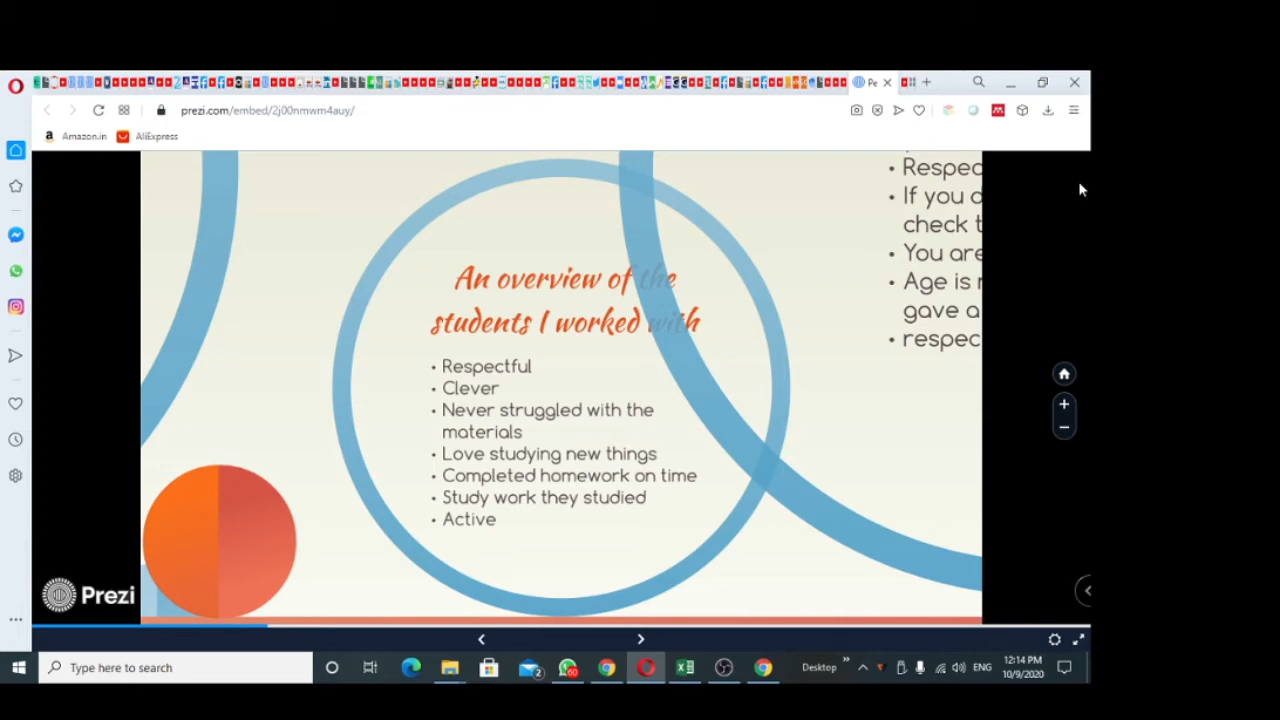 Pe
prezi.com/embed/2j00nmwm4auy/
Amazon.in
AliExpress
An overview of the
students I worked with
• Respectful
• Clever
• Never struggled with the
materials
• Love studying new things
• Completed homework on time
• Study work they studied
• Active
• Respec
• If you
check t
• You are
• Age is
gave a
• respec
Prezi
Type here to search
2
60
Desktop
ENG
12:14 PM
10/9/2020